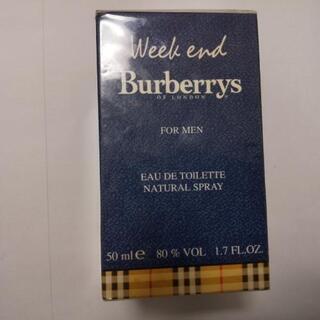 Week end
Burberrys
OF LONDON
FOR MEN
EAU DE TOILETTE
NATURAL SPRAY
50 ml e 80 % VOL 1.7 FL.OZ.